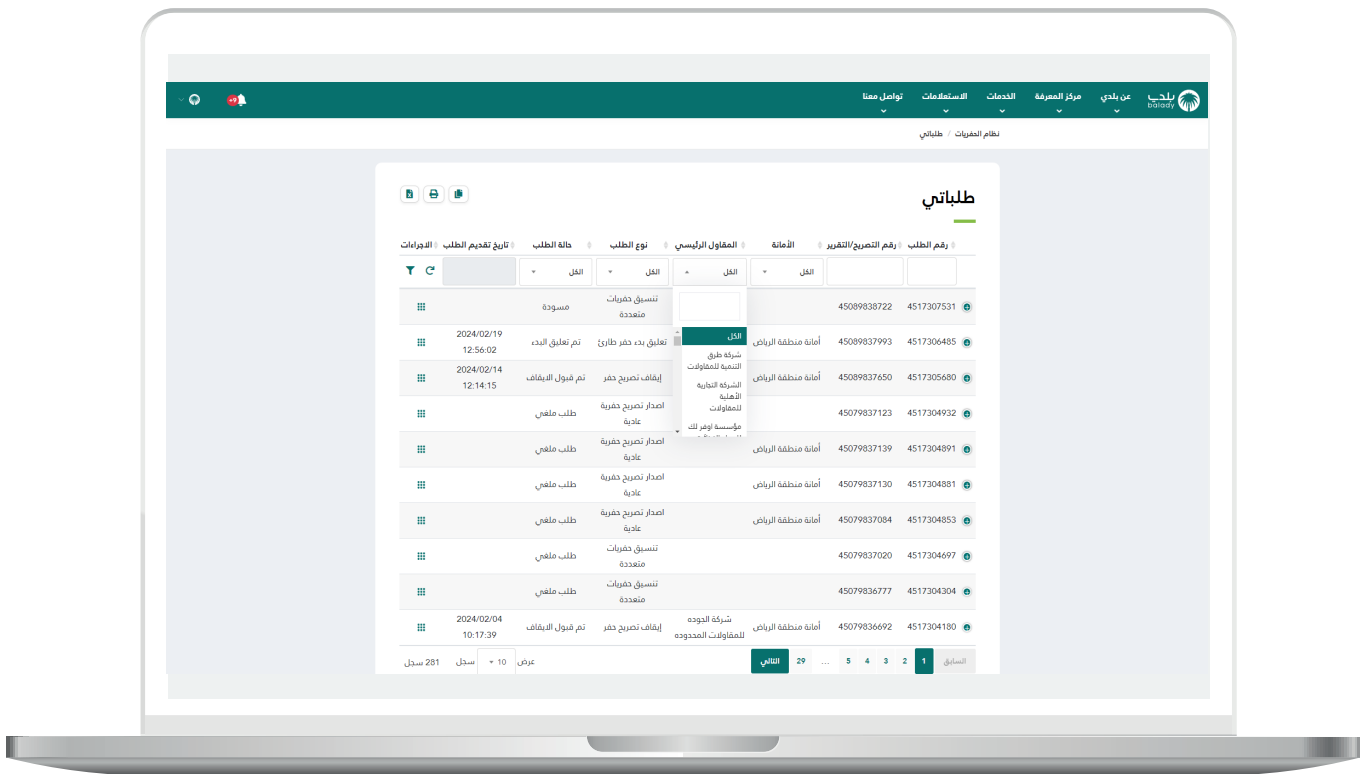 بلدي
balady
عن بلدي
مركز المعرفة
الخدمات
الاستعلامات
تواصل معنا
+9
نظام الحفريات / طلباتي
طلباتي
رقم الطلب رقم التصريح/التقرير الأمانة المقاول الرئيسي نوع الطلب حالة الطلب تاريخ تقديم الطلب الاجراءات
الكل الكل الكل الكل
4517307531 45089838722 تنسيق حفريات متعددة مسودة
4517306485 45089837993 أمانة منطقة الرياض تعليق بدء حفر طارئ تم تعليق البدء 2024/02/19 12:56:02
4517305680 45089837650 أمانة منطقة الرياض إيقاف تصريح حفر تم قبول الايقاف 2024/02/14 12:14:15
4517304932 45079837123 اصدار تصريح حفرية عادية طلب ملغي
4517304891 45079837139 أمانة منطقة الرياض اصدار تصريح حفرية عادية طلب ملغي
4517304881 45079837130 أمانة منطقة الرياض اصدار تصريح حفرية عادية طلب ملغي
4517304853 45079837084 أمانة منطقة الرياض اصدار تصريح حفرية عادية طلب ملغي
4517304697 45079837020 تنسيق حفريات متعددة طلب ملغي
4517304304 45079836777 تنسيق حفريات متعددة طلب ملغي
4517304180 45079836692 أمانة منطقة الرياض شركة الجوده للمقاولات المحدوده إيقاف تصريح حفر تم قبول الايقاف 2024/02/04 10:17:39
الكل
شركة طرق
التنمية للمقاولات
الشركة التجارية
الأهلية
للمقاولات
مؤسسة اوفر لك
السابق 1 2 3 4 5 ... 29 التالي
عرض 10 سجل 281 سجل